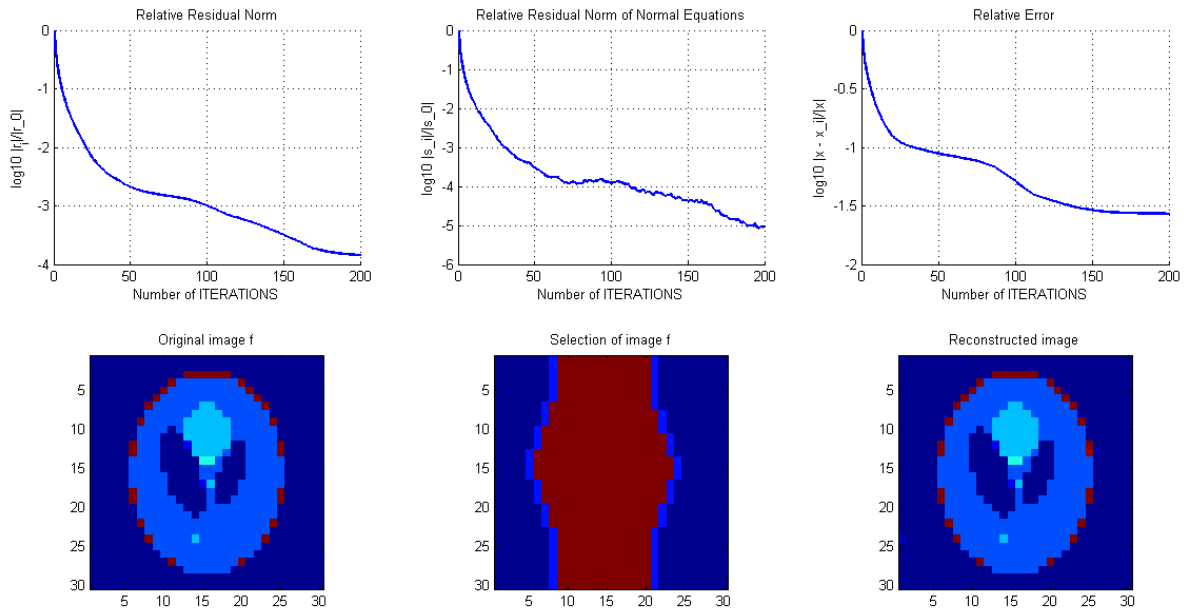 Relative Residual Norm
0
-1
-2
-3
-4
log10 |r_i|/|r_0|
0 50 100 150 200
Number of ITERATIONS
Relative Residual Norm of Normal Equations
0
-1
-2
-3
-4
-5
-6
log10 |s_i|/|s_0|
0 50 100 150 200
Number of ITERATIONS
Relative Error
0
-0.5
-1
-1.5
-2
log10 |x - x_i|/|x|
0 50 100 150 200
Number of ITERATIONS
Original image f
5
10
15
20
25
30
5 10 15 20 25 30
Selection of image f
5
10
15
20
25
30
5 10 15 20 25 30
Reconstructed image
5
10
15
20
25
30
5 10 15 20 25 30